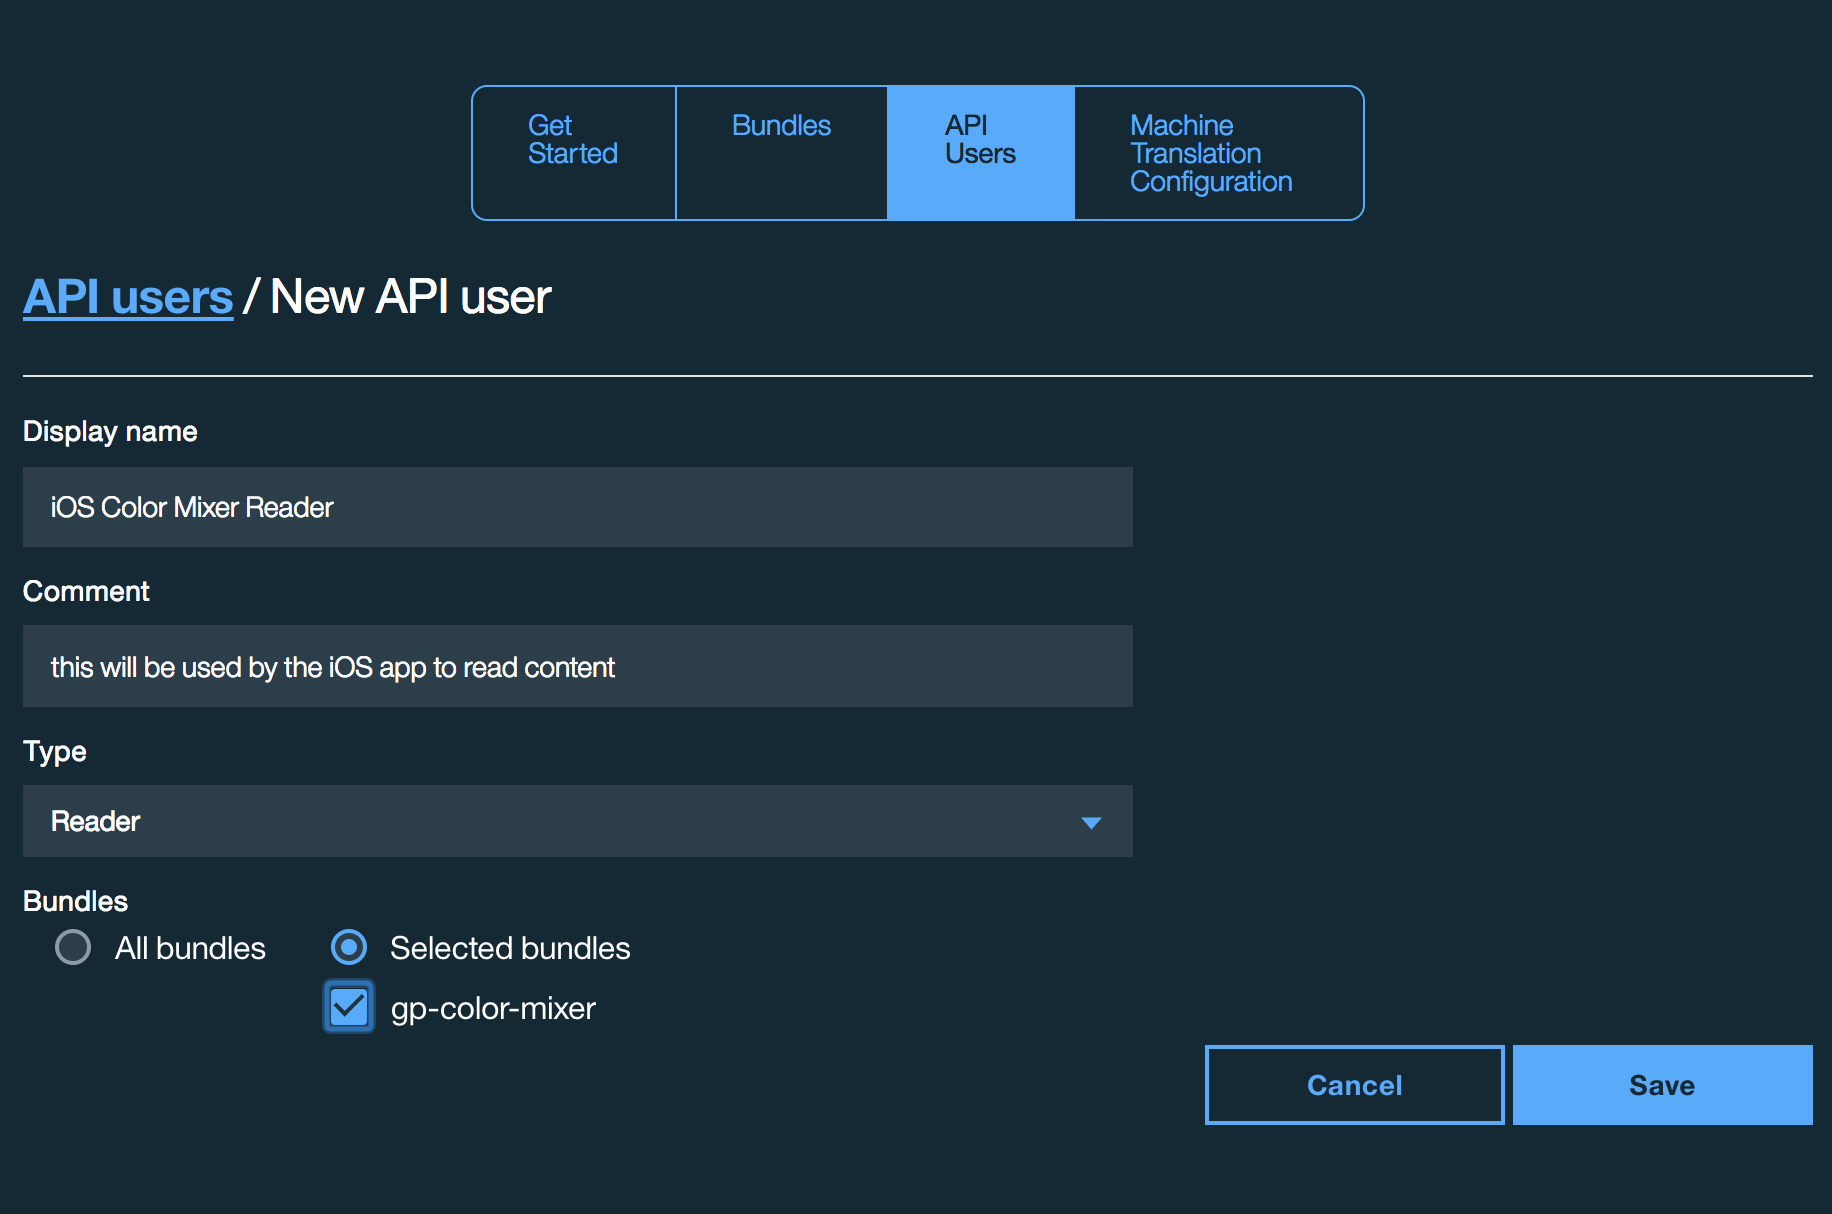 Get
Started
Bundles
API
Users
Machine
Translation
Configuration
API users / New API user
Display name
iOS Color Mixer Reader
Comment
this will be used by the iOS app to read content
Type
Reader
Bundles
All bundles
Selected bundles
gp-color-mixer
Cancel
Save